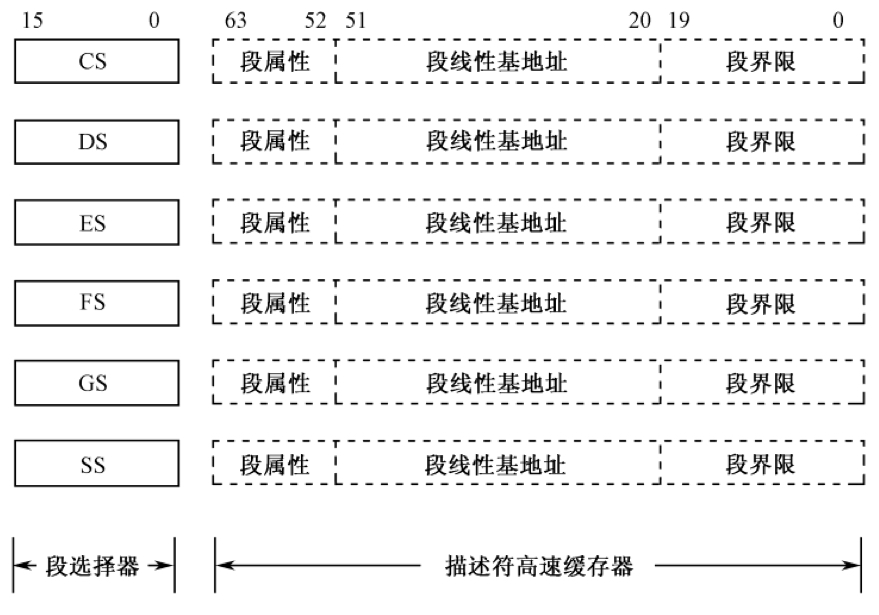 15 0 63 52 51 20 19 0
CS 段属性 段线性基地址 段界限
DS 段属性 段线性基地址 段界限
ES 段属性 段线性基地址 段界限
FS 段属性 段线性基地址 段界限
GS 段属性 段线性基地址 段界限
SS 段属性 段线性基地址 段界限
段选择器 描述符高速缓存器